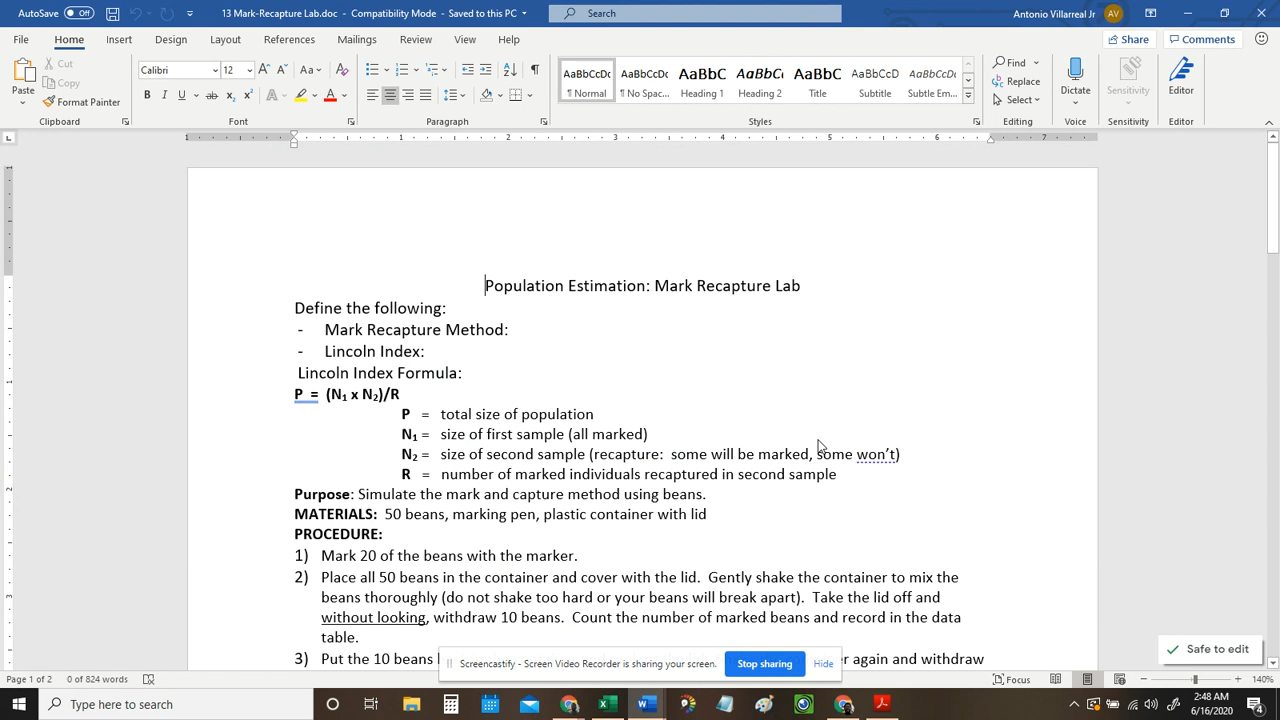 AutoSave Off 13 Mark-Recapture Lab.doc - Compatibility Mode - Saved to this PC Search Antonio Villarreal Jr AV
File Home Insert Design Layout References Mailings Review View Help Share Comments
Paste Cut Copy Format Painter
Clipboard
Calibri 12
Font
Paragraph
AaBbCcDc AaBbCcDc AaBbC AaBbCc AaBbC AaBbCcD AaBbCcDc
¶ Normal ¶ No Spac... Heading 1 Heading 2 Title Subtitle Subtle Em...
Styles
Find Replace Select
Editing
Dictate
Voice
Sensitivity
Sensitivity
Editor
Editor
1 1 2 3 4 5 6 7
Population Estimation: Mark Recapture Lab
Define the following:
- Mark Recapture Method:
- Lincoln Index:
Lincoln Index Formula:
P = (N₁ x N₂)/R
P = total size of population
N₁ = size of first sample (all marked)
N₂ = size of second sample (recapture: some will be marked, some won't)
R = number of marked individuals recaptured in second sample
Purpose: Simulate the mark and capture method using beans.
MATERIALS: 50 beans, marking pen, plastic container with lid
PROCEDURE:
1) Mark 20 of the beans with the marker.
2) Place all 50 beans in the container and cover with the lid. Gently shake the container to mix the
beans thoroughly (do not shake too hard or your beans will break apart). Take the lid off and
without looking, withdraw 10 beans. Count the number of marked beans and record in the data
table.
3) Put the 10 beans again and withdraw
Screencastify - Screen Video Recorder is sharing your screen. Stop sharing Hide
Safe to edit
Page 1 of 2 0 of 824 words Focus 140%
Type here to search 2:48 AM
6/16/2020